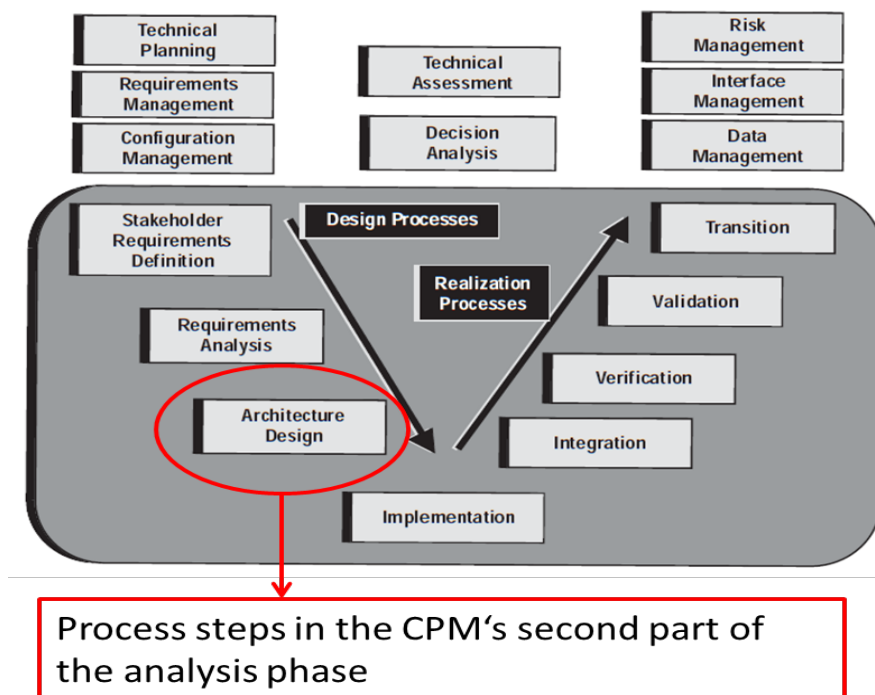 Technical
Planning
Requirements
Management
Configuration
Management
Technical
Assessment
Decision
Analysis
Risk
Management
Interface
Management
Data
Management
Stakeholder
Requirements
Definition
Design Processes
Transition
Realization
Processes
Validation
Requirements
Analysis
Verification
Architecture
Design
Integration
Implementation
Process steps in the CPM‘s second part of
the analysis phase